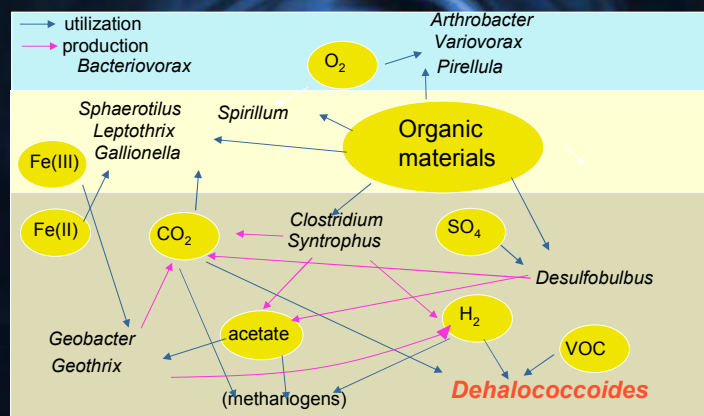 utilization
production
Bacteriovorax
O₂
Arthrobacter
Variovorax
Pirellula
Sphaerotilus
Leptothrix
Gallionella
Spirillum
Organic
materials
Fe(III)
Fe(II)
CO₂
Clostridium
Syntrophus
SO₄
Desulfobulbus
Geobacter
Geothrix
acetate
H₂
VOC
(methanogens)
Dehalococcoides